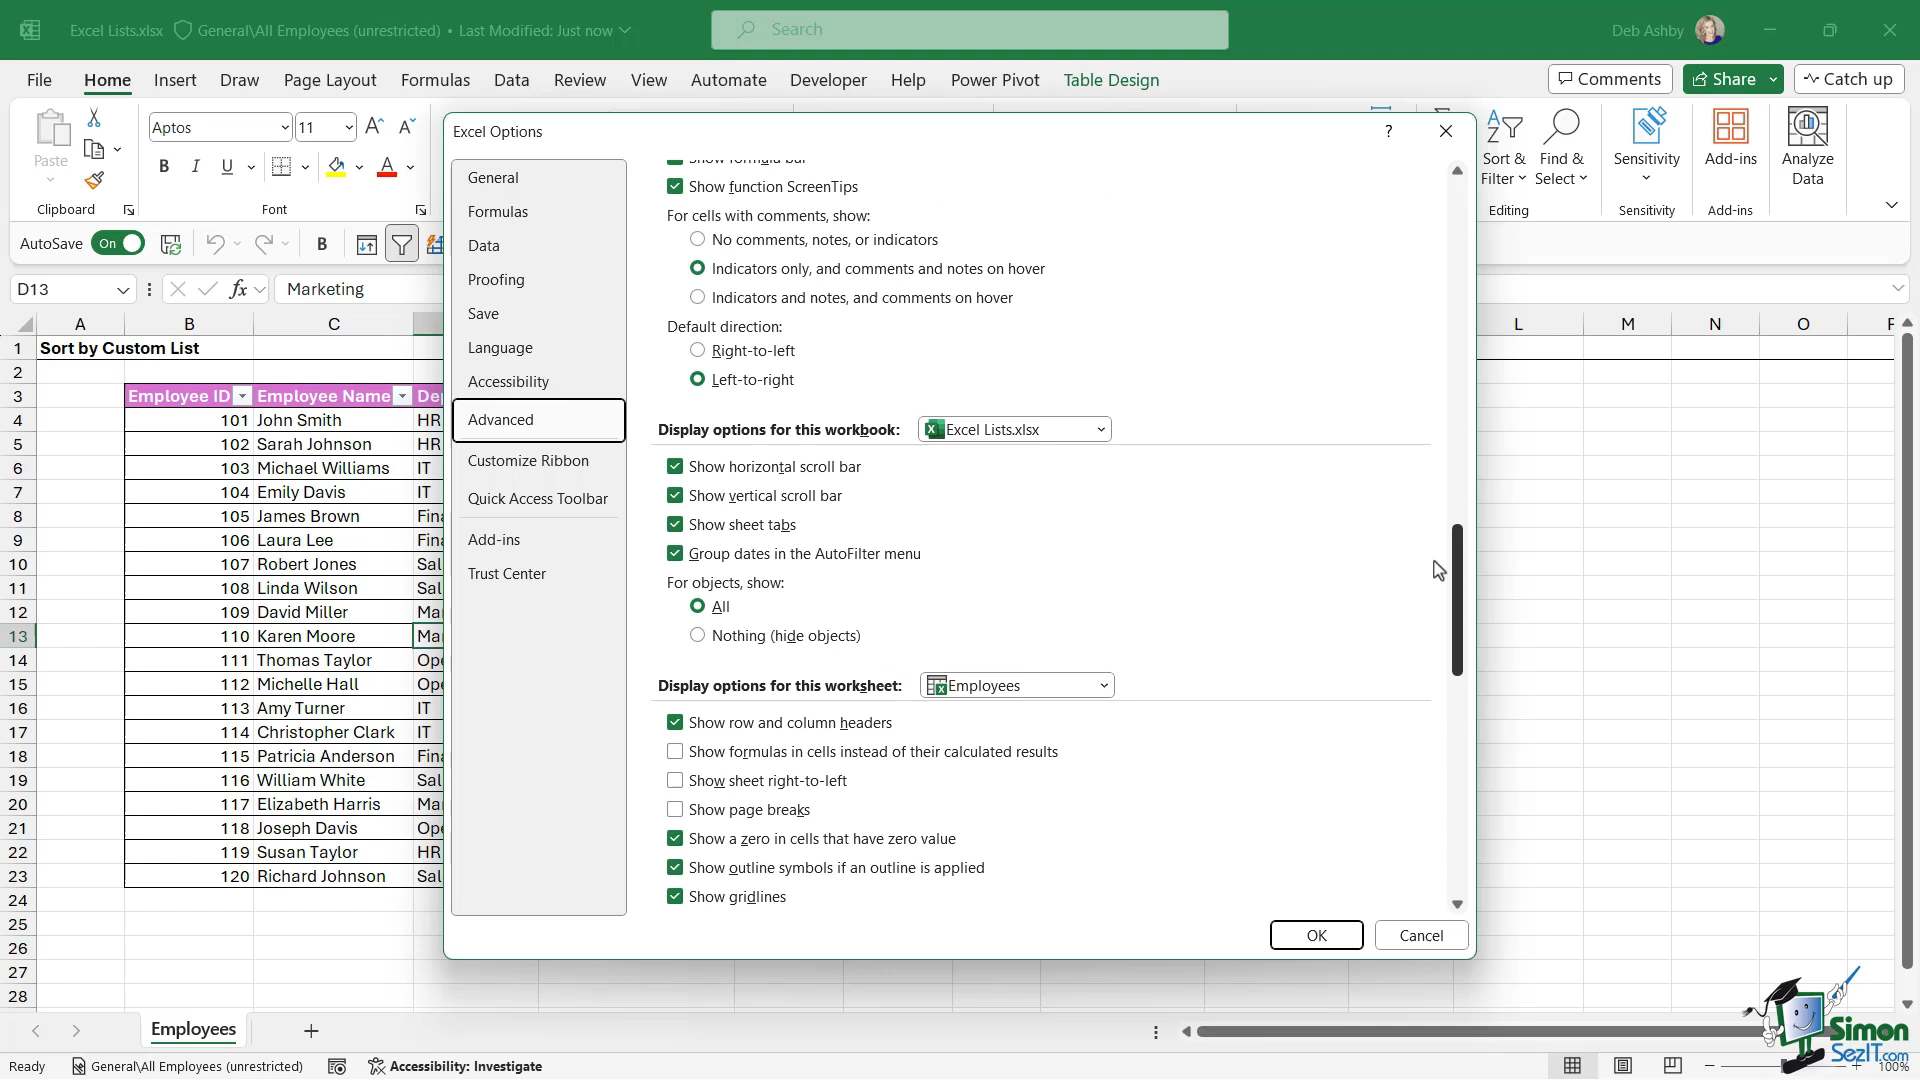 Excel Lists.xlsx General\All Employees (unrestricted) • Last Modified: Just now
Search
Deb Ashby
File Home Insert Draw Page Layout Formulas Data Review View Automate Developer Help Power Pivot Table Design
Comments Share Catch up
Paste
Clipboard
Aptos 11
B I U A
Font
Sort & Filter
Find & Select
Editing
Sensitivity
Sensitivity
Add-ins
Add-ins
Analyze Data
AutoSave On B
D13 fx Marketing
A B C L M N O
1 Sort by Custom List
2
3 Employee ID Employee Name
4 101 John Smith HR
5 102 Sarah Johnson HR
6 103 Michael Williams IT
7 104 Emily Davis IT
8 105 James Brown Fin
9 106 Laura Lee Fin
10 107 Robert Jones Sal
11 108 Linda Wilson Sal
12 109 David Miller Ma
13 110 Karen Moore Ma
14 111 Thomas Taylor Ope
15 112 Michelle Hall Ope
16 113 Amy Turner IT
17 114 Christopher Clark IT
18 115 Patricia Anderson Fin
19 116 William White Sal
20 117 Elizabeth Harris Ma
21 118 Joseph Davis Ope
22 119 Susan Taylor HR
23 120 Richard Johnson Sal
24
25
26
27
28
Excel Options ?
General
Formulas
Data
Proofing
Save
Language
Accessibility
Advanced
Customize Ribbon
Quick Access Toolbar
Add-ins
Trust Center
Show formula bar
Show function ScreenTips
For cells with comments, show:
No comments, notes, or indicators
Indicators only, and comments and notes on hover
Indicators and notes, and comments on hover
Default direction:
Right-to-left
Left-to-right
Display options for this workbook: Excel Lists.xlsx
Show horizontal scroll bar
Show vertical scroll bar
Show sheet tabs
Group dates in the AutoFilter menu
For objects, show:
All
Nothing (hide objects)
Display options for this worksheet: Employees
Show row and column headers
Show formulas in cells instead of their calculated results
Show sheet right-to-left
Show page breaks
Show a zero in cells that have zero value
Show outline symbols if an outline is applied
Show gridlines
OK Cancel
Employees
Ready General\All Employees (unrestricted) Accessibility: Investigate 100%
Simon
SezIT.com